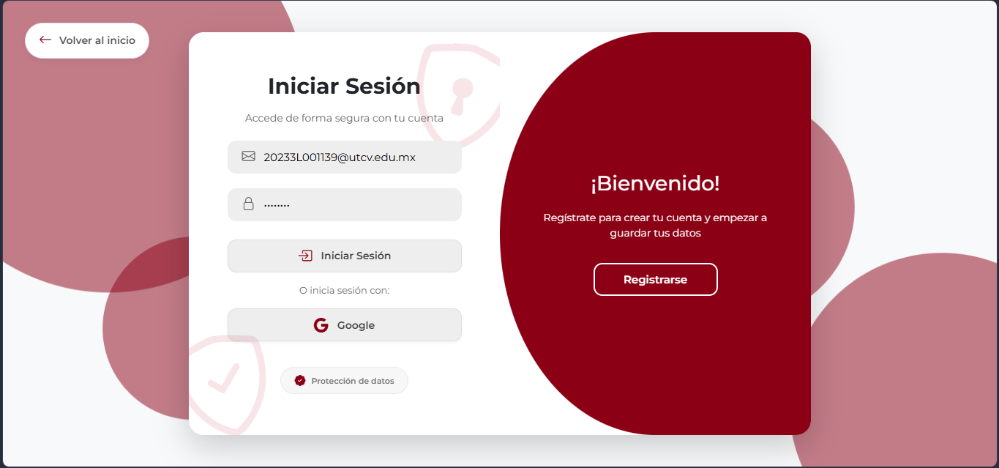 Volver al inicio
Iniciar Sesión
Accede de forma segura con tu cuenta
20233L001139@utcv.edu.mx
••••••••
Iniciar Sesión
O inicia sesión con:
Google
Protección de datos
¡Bienvenido!
Regístrate para crear tu cuenta y empezar a
guardar tus datos
Registrarse